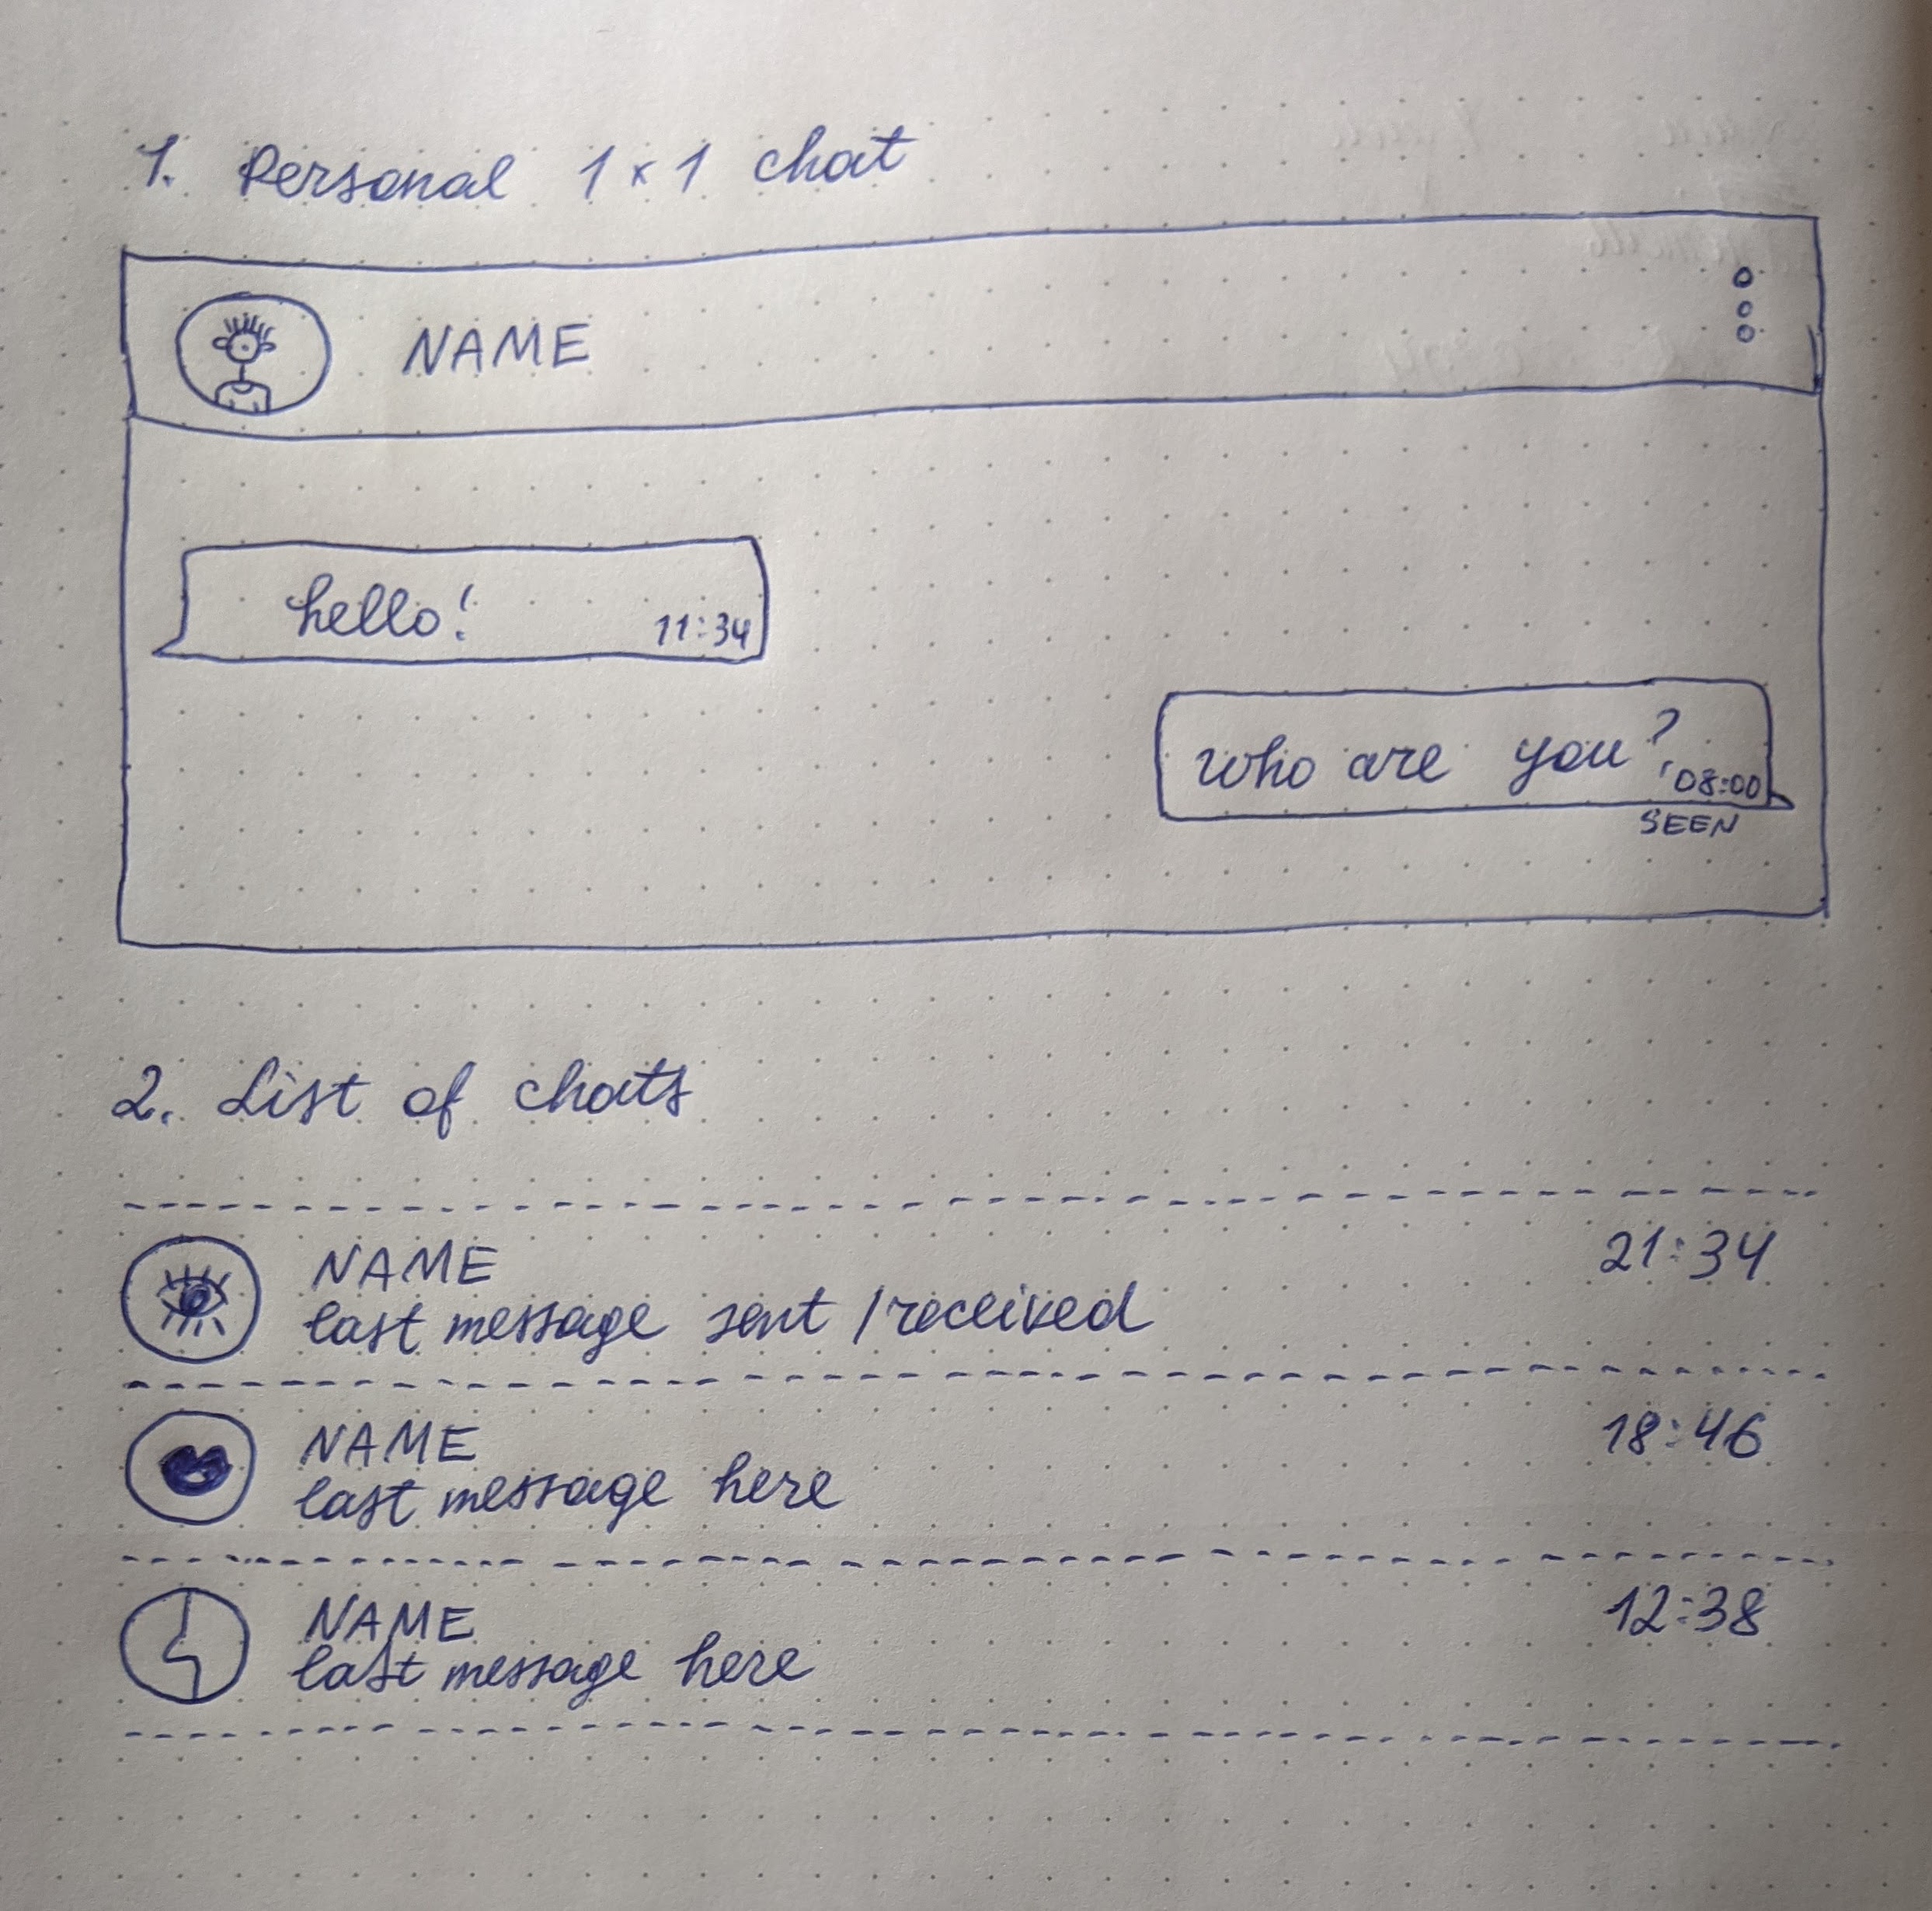 1. Personal 1×1 chat
NAME
hello! 11:34
who are you? 08:00
SEEN
2. List of chats
NAME 21:34
last message sent / received
NAME 18:46
last message here
NAME 12:38
last message here